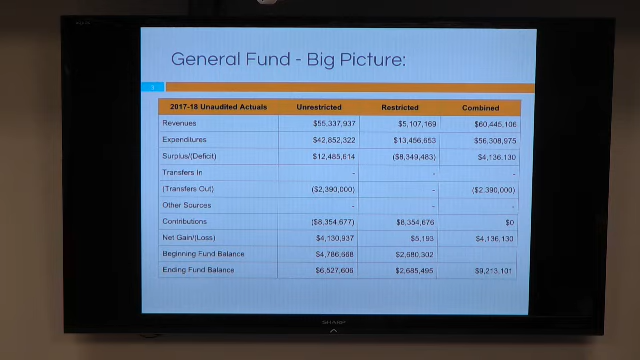 General Fund - Big Picture:
2017-18 Unaudited Actuals Unrestricted Restricted Combined
Revenues $55,337,937 $5,107,169 $60,445,106
Expenditures $42,852,322 $13,456,653 $56,308,975
Surplus/(Deficit) $12,485,614 ($8,349,483) $4,136,130
Transfers In - - -
(Transfers Out) ($2,390,000) - ($2,390,000)
Other Sources - - -
Contributions ($8,354,677) $8,354,676 $0
Net Gain/(Loss) $4,130,937 $5,193 $4,136,130
Beginning Fund Balance $4,786,668 $2,680,302
Ending Fund Balance $6,527,606 $2,685,495 $9,213,101
SHARP